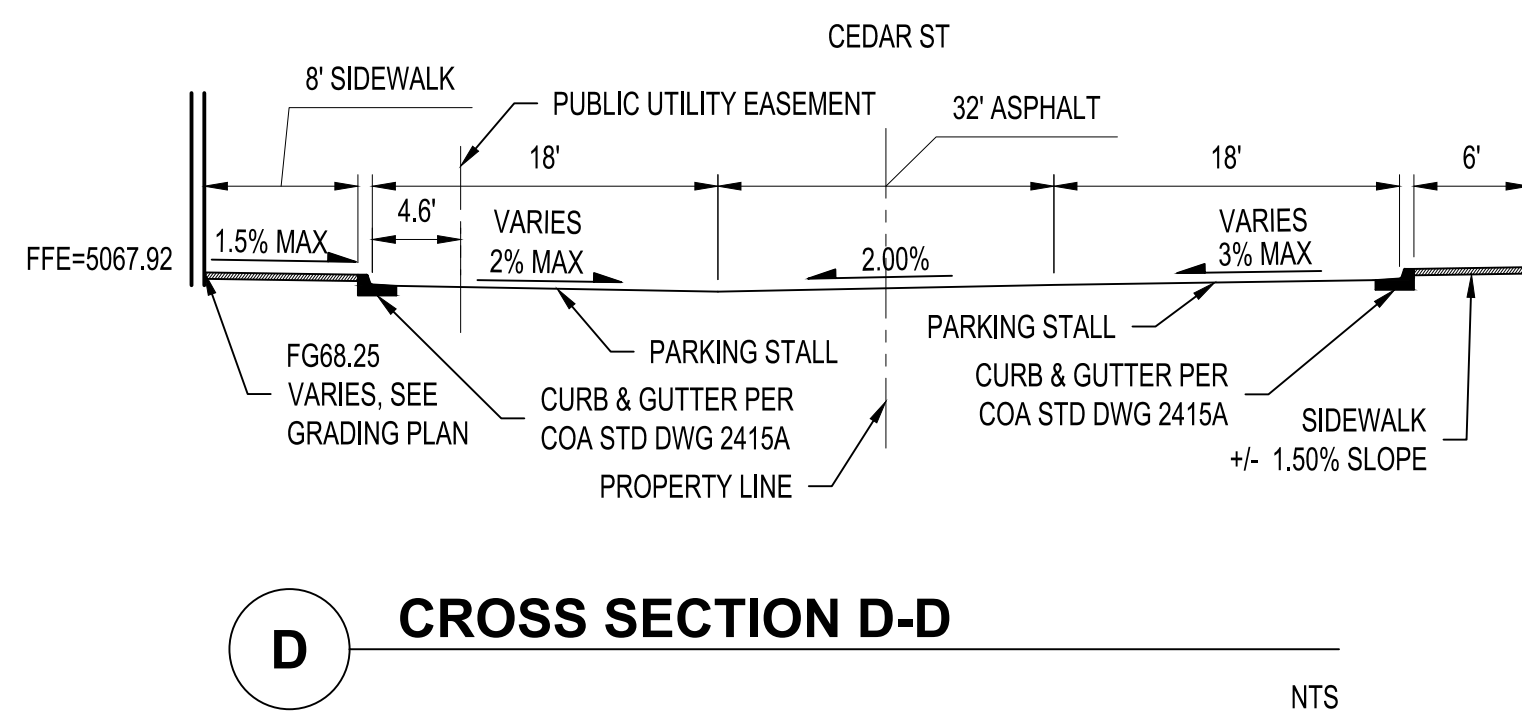 CEDAR ST
8' SIDEWALK
PUBLIC UTILITY EASEMENT
32' ASPHALT
18'
18'
6'
4.6'
VARIES
2% MAX
VARIES
3% MAX
1.5% MAX
2.00%
FFE=5067.92
PARKING STALL
PARKING STALL
FG68.25
VARIES, SEE
GRADING PLAN
CURB & GUTTER PER
COA STD DWG 2415A
CURB & GUTTER PER
COA STD DWG 2415A
SIDEWALK
+/- 1.50% SLOPE
PROPERTY LINE
D
CROSS SECTION D-D
NTS